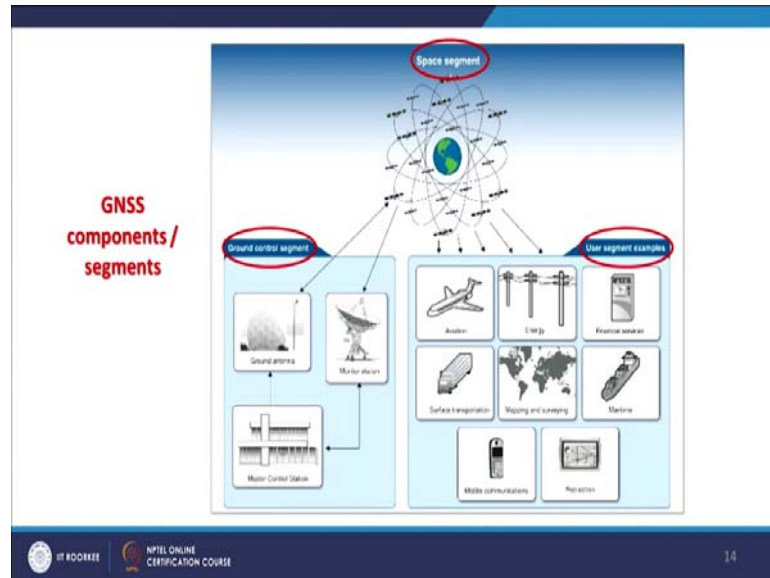 Space segment
GNSS
components /
segments
Ground control segment
User segment examples
Aviation
Energy
Financial services
Ground antenna
Monitor station
Surface transportation
Mapping and surveying
Maritime
Master Control Station
Mobile communications
Recreation
IIT ROORKEE
NPTEL ONLINE
CERTIFICATION COURSE
14